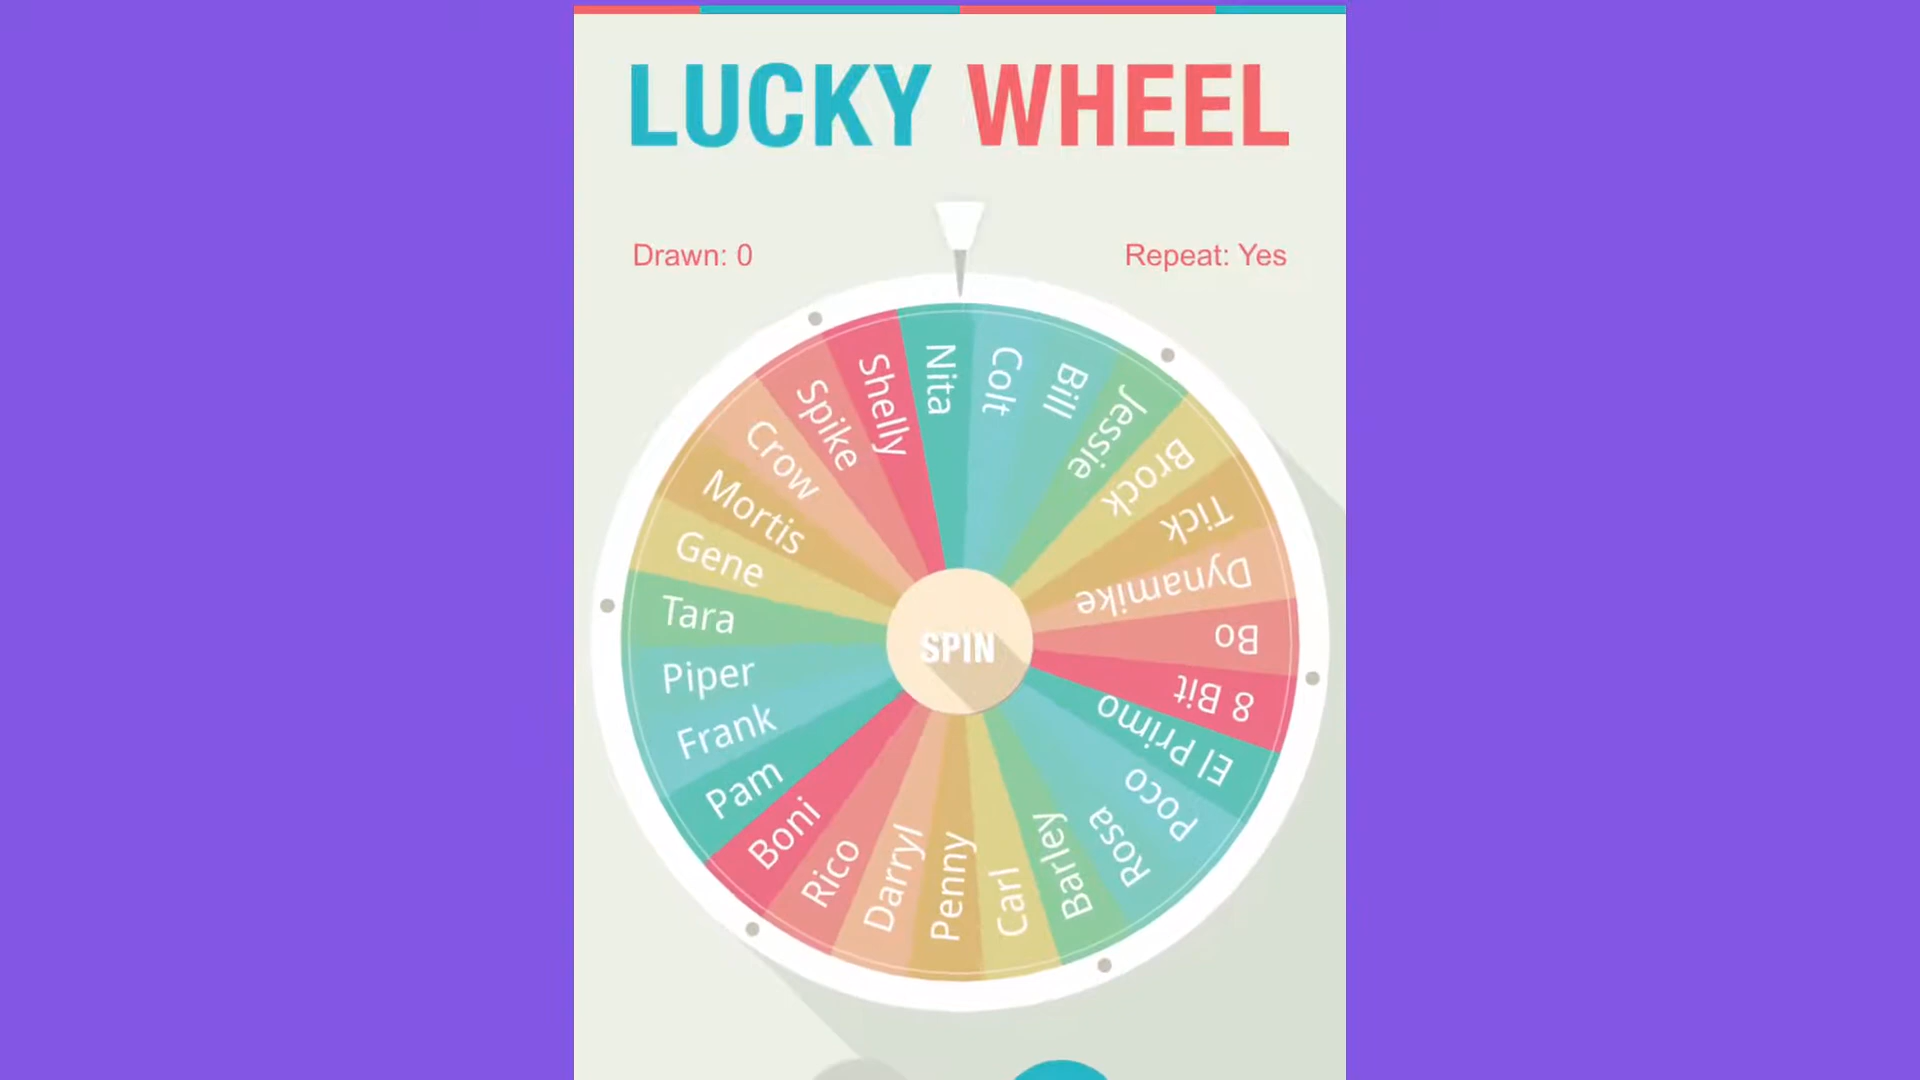 LUCKY WHEEL
Drawn: 0
Repeat: Yes
Nita
Colt
Bill
Jessie
Brock
Tick
Dynamike
Bo
8 Bit
El Primo
Poco
Rosa
Barley
Carl
Penny
Darryl
Rico
Boni
Pam
Frank
Piper
Tara
Gene
Mortis
Crow
Spike
Shelly
SPIN